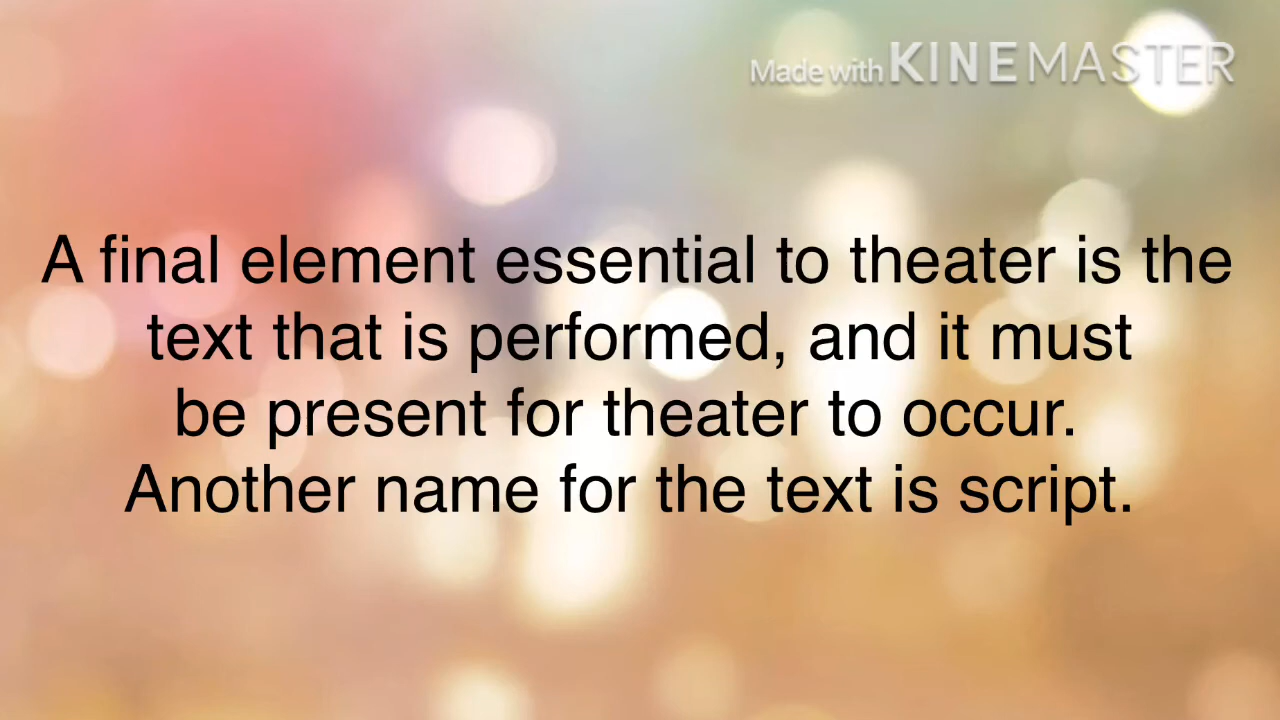 Made with KINEMASTER
A final element essential to theater is the
text that is performed, and it must
be present for theater to occur.
Another name for the text is script.